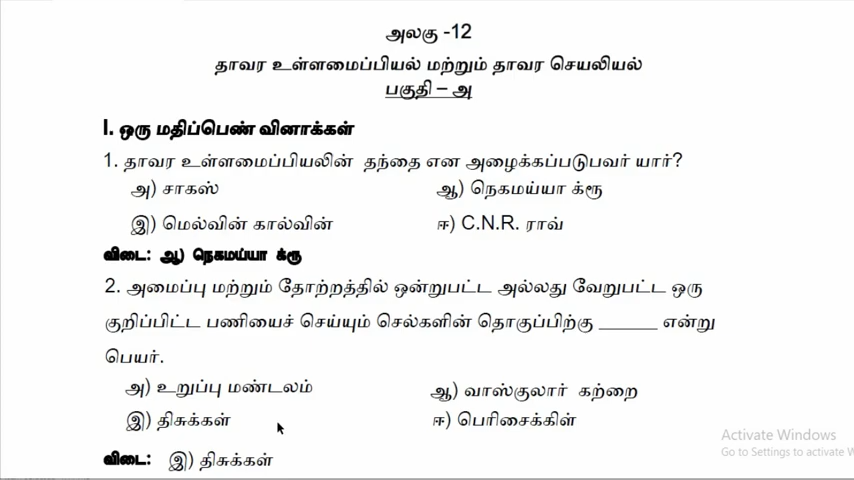 அலகு -12
தாவர உள்ளமைப்பியல் மற்றும் தாவர செயலியல்
பகுதி – அ
I. ஒரு மதிப்பெண் வினாக்கள்
1. தாவர உள்ளமைப்பியலின் தந்தை என அழைக்கப்படுபவர் யார்?
அ) சாகஸ் ஆ) நெகமய்யா க்ரூ
இ) மெல்வின் கால்வின் ஈ) C.N.R. ராவ்
விடை: ஆ) நெகமய்யா க்ரூ
2. அமைப்பு மற்றும் தோற்றத்தில் ஒன்றுபட்ட அல்லது வேறுபட்ட ஒரு
குறிப்பிட்ட பணியைச் செய்யும் செல்களின் தொகுப்பிற்கு ______ என்று
பெயர்.
அ) உறுப்பு மண்டலம் ஆ) வாஸ்குலார் கற்றை
இ) திசுக்கள் ஈ) பெரிசைக்கிள்
விடை: இ) திசுக்கள்
Activate Windows
Go to Settings to activate W